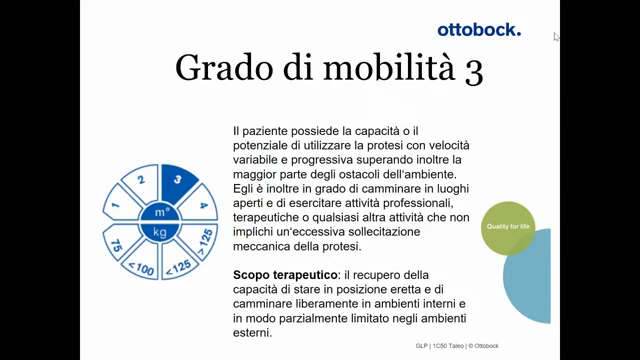 ottobock.
Grado di mobilità 3
Il paziente possiede la capacità o il
potenziale di utilizzare la protesi con velocità
variabile e progressiva superando inoltre la
maggior parte degli ostacoli dell'ambiente.
Egli è inoltre in grado di camminare in luoghi
aperti e di esercitare attività professionali,
terapeutiche o qualsiasi altra attività che non
implichi un'eccessiva sollecitazione
meccanica della protesi.
Scopo terapeutico: il recupero della
capacità di stare in posizione eretta e di
camminare liberamente in ambienti interni e
in modo parzialmente limitato negli ambienti
esterni.
1
2
3
4
m°
kg
75
<100
<125
>125
Quality for life
GLP | 1C50 Taleo | © Ottobock